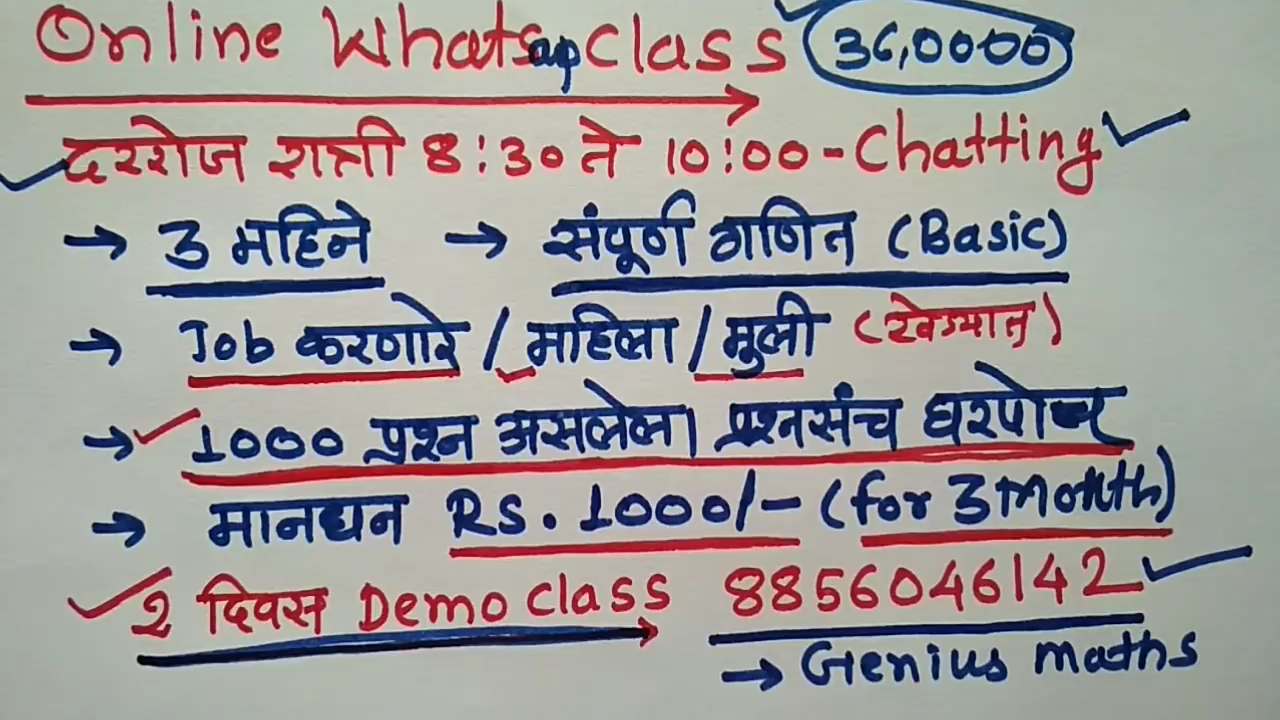 Online Whatsapp Class 36,0000
दररोज रात्री 8:30 ते 10:00 - Chatting
→ 3 महिने → संपूर्ण गणित (Basic)
→ Job करणारे / महिला / मुली (खेड्यात)
→ 1000 प्रश्न असलेला प्रश्नसंच घरपोच
→ मानधन RS. 1000/- (for 3 Month)
2 दिवस Demo class 8856046142
→ Genius maths